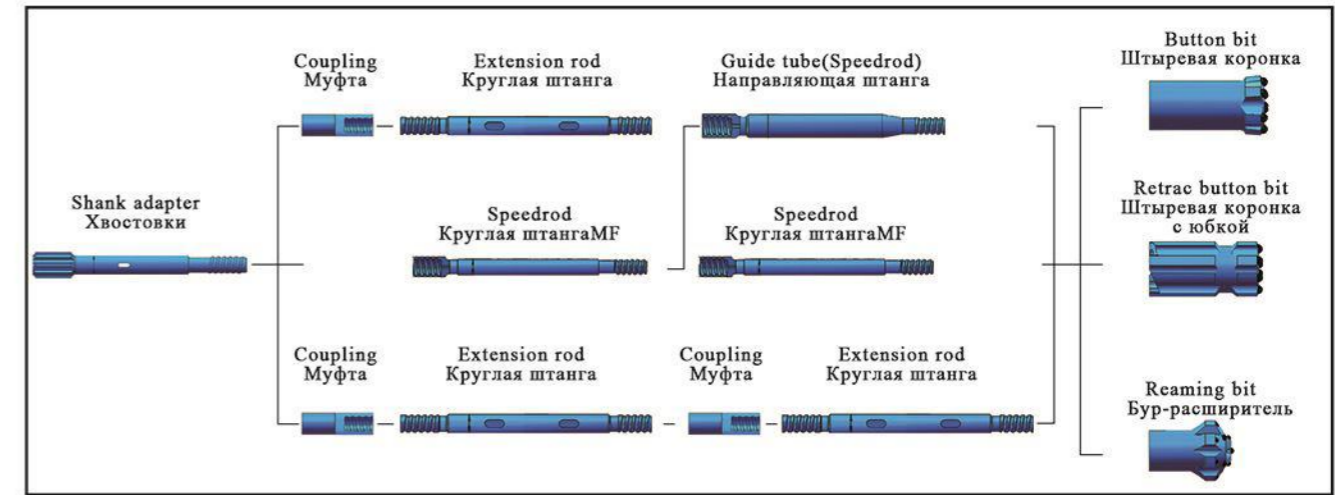 Coupling
Муфта
Extension rod
Круглая штанга
Guide tube(Speedrod)
Направляющая штанга
Button bit
Штыревая коронка
Shank adapter
Хвостовки
Speedrod
Круглая штангаMF
Speedrod
Круглая штангаMF
Retrac button bit
Штыревая коронка
с юбкой
Coupling
Муфта
Extension rod
Круглая штанга
Coupling
Муфта
Extension rod
Круглая штанга
Reaming bit
Бур-расширитель